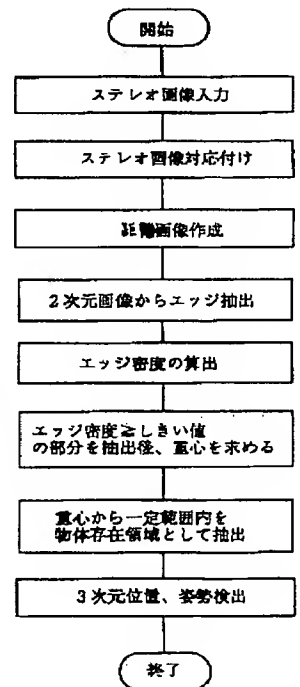 開始
ステレオ画像入力
ステレオ画像対応付け
距離画像作成
2次元画像からエッジ抽出
エッジ密度の算出
エッジ密度≧しきい値
の部分を抽出後、重心を求める
重心から一定範囲内を
物体存在領域として抽出
3次元位置、姿勢検出
終了